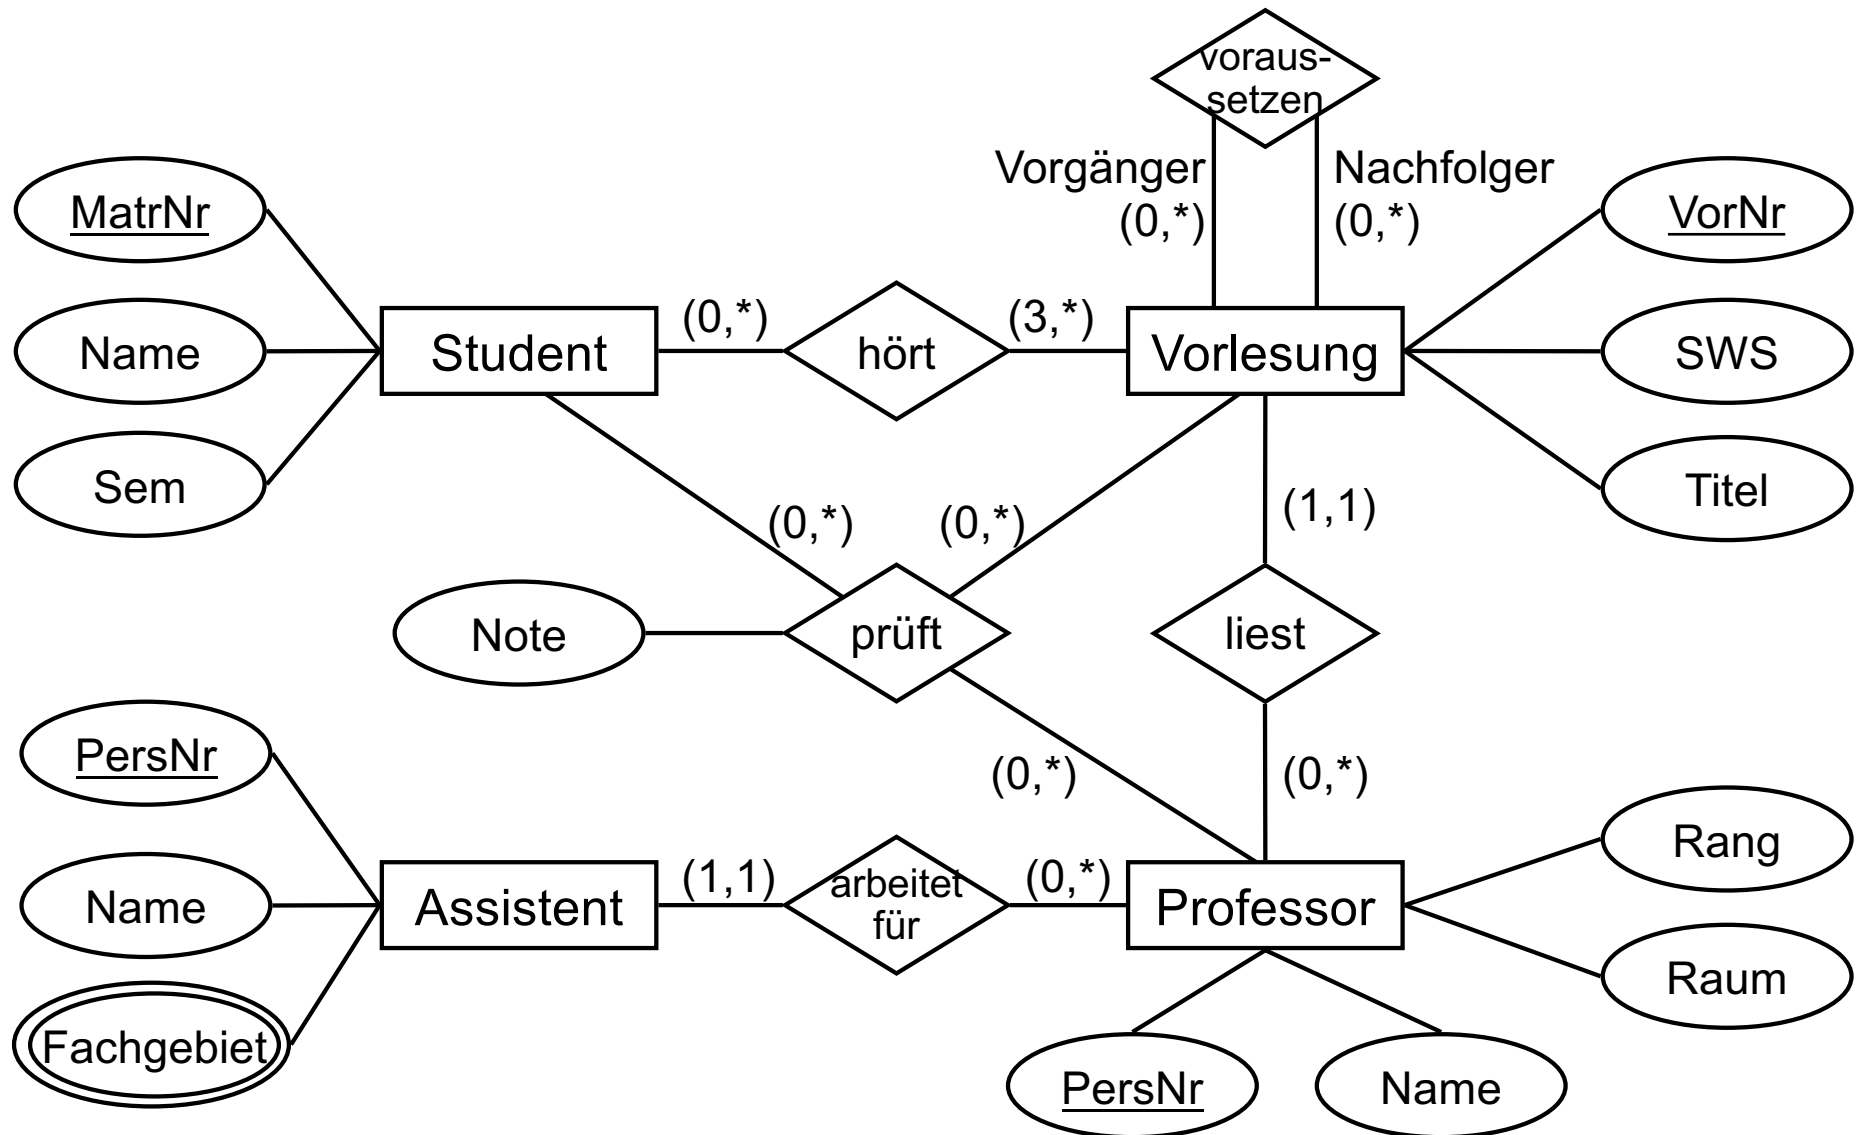 voraus-
setzen
Vorgänger
(0,*)
Nachfolger
(0,*)
MatrNr
Name
Sem
Student
(0,*)
hört
(3,*)
Vorlesung
VorNr
SWS
Titel
(0,*)
(0,*)
(1,1)
Note
prüft
liest
(0,*)
(0,*)
PersNr
Name
Fachgebiet
Assistent
(1,1)
arbeitet
für
(0,*)
Professor
Rang
Raum
PersNr
Name